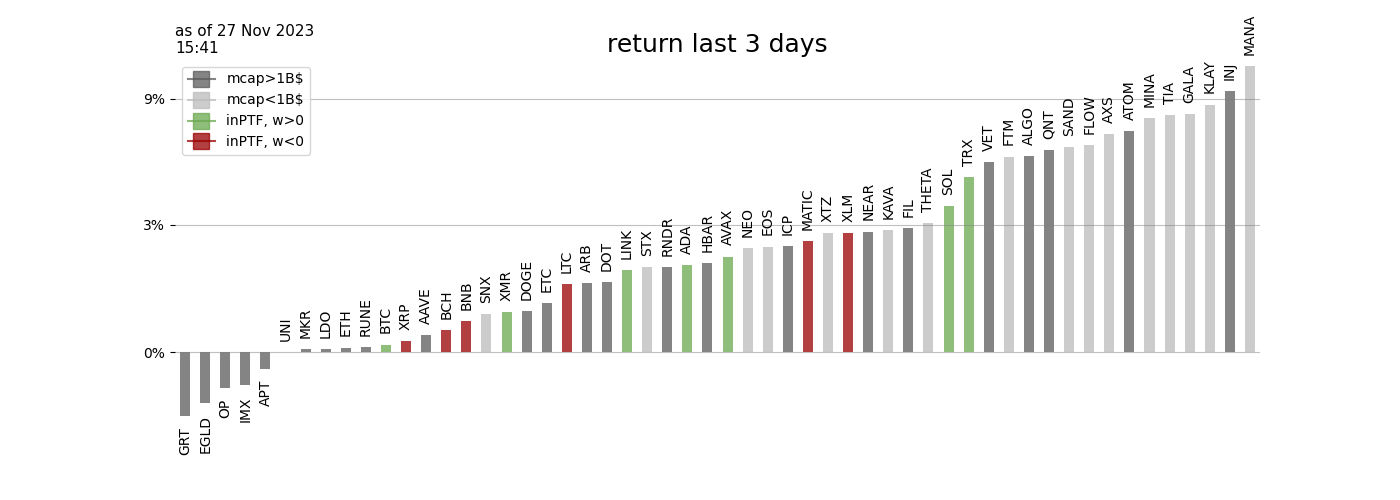 as of 27 Nov 2023
15:41
return last 3 days
mcap>1B$
mcap<1B$
inPTF, w>0
inPTF, w<0
9%
3%
0%
GRT
EGLD
OP
IMX
APT
UNI
MKR
LDO
ETH
RUNE
BTC
XRP
AAVE
BCH
BNB
SNX
XMR
DOGE
ETC
LTC
ARB
DOT
LINK
STX
RNDR
ADA
HBAR
AVAX
NEO
EOS
ICP
MATIC
XTZ
XLM
NEAR
KAVA
FIL
THETA
SOL
TRX
VET
FTM
ALGO
QNT
SAND
FLOW
AXS
ATOM
MINA
TIA
GALA
KLAY
INJ
MANA